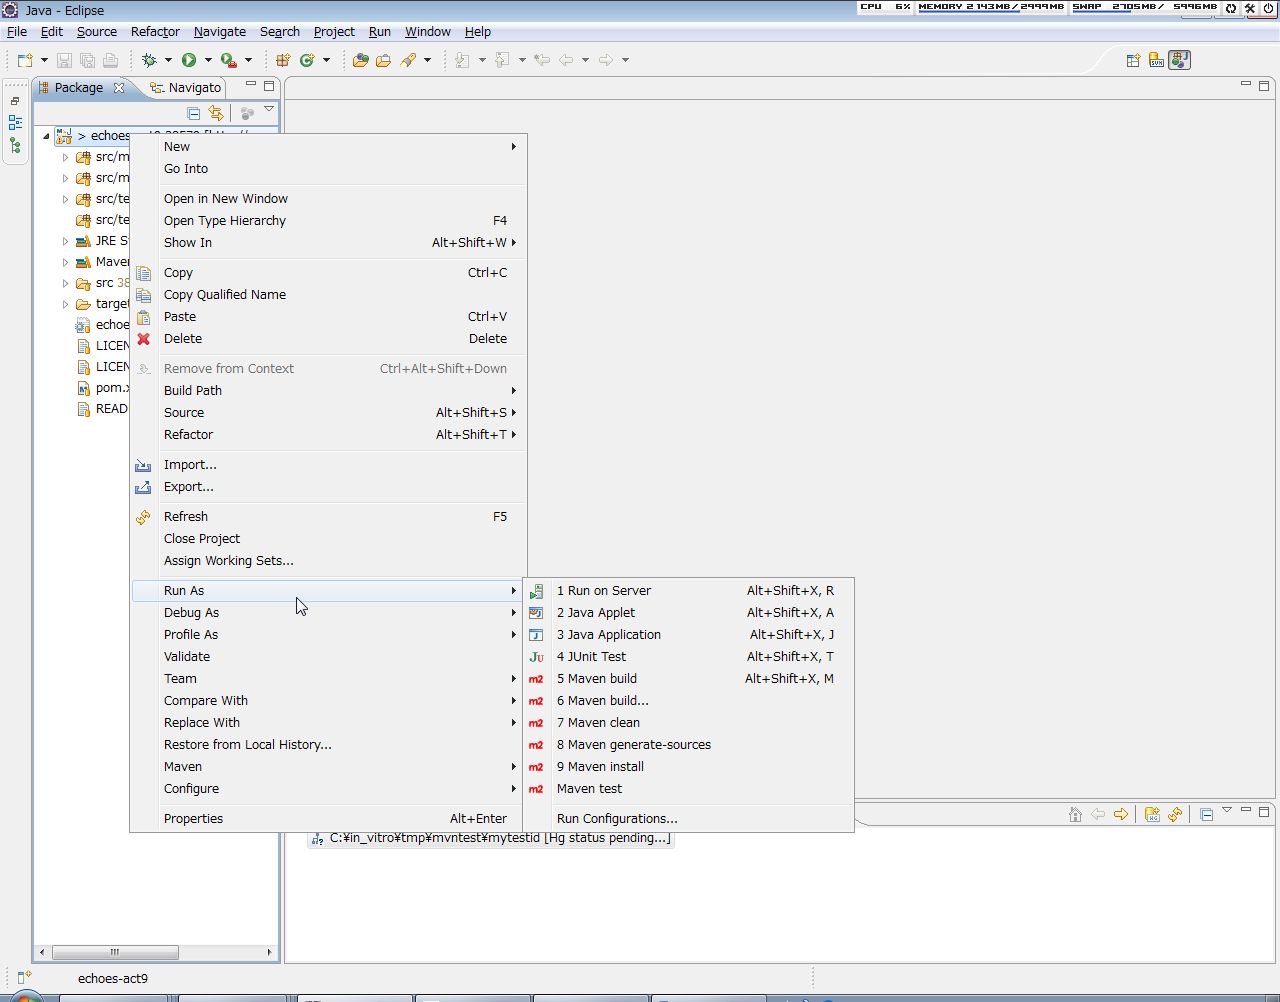 Java - Eclipse
CPU 6% MEMORY 2143MB/2999MB SWAP 2705MB/ 5996MB
File Edit Source Refactor Navigate Search Project Run Window Help
Package Navigato
> echoes
src/m
src/m
src/te
src/te
JRE S
Maven
src 38
target
echoe
LICEN
LICEN
pom.x
READ
New
Go Into
Open in New Window
Open Type Hierarchy F4
Show In Alt+Shift+W
Copy Ctrl+C
Copy Qualified Name
Paste Ctrl+V
Delete Delete
Remove from Context Ctrl+Alt+Shift+Down
Build Path
Source Alt+Shift+S
Refactor Alt+Shift+T
Import...
Export...
Refresh F5
Close Project
Assign Working Sets...
Run As
Debug As
Profile As
Validate
Team
Compare With
Replace With
Restore from Local History...
Maven
Configure
Properties Alt+Enter
1 Run on Server Alt+Shift+X, R
2 Java Applet Alt+Shift+X, A
3 Java Application Alt+Shift+X, J
4 JUnit Test Alt+Shift+X, T
5 Maven build Alt+Shift+X, M
6 Maven build...
7 Maven clean
8 Maven generate-sources
9 Maven install
Maven test
Run Configurations...
C:¥in_vitro¥tmp¥mvntest¥mytestid [Hg status pending...]
echoes-act9